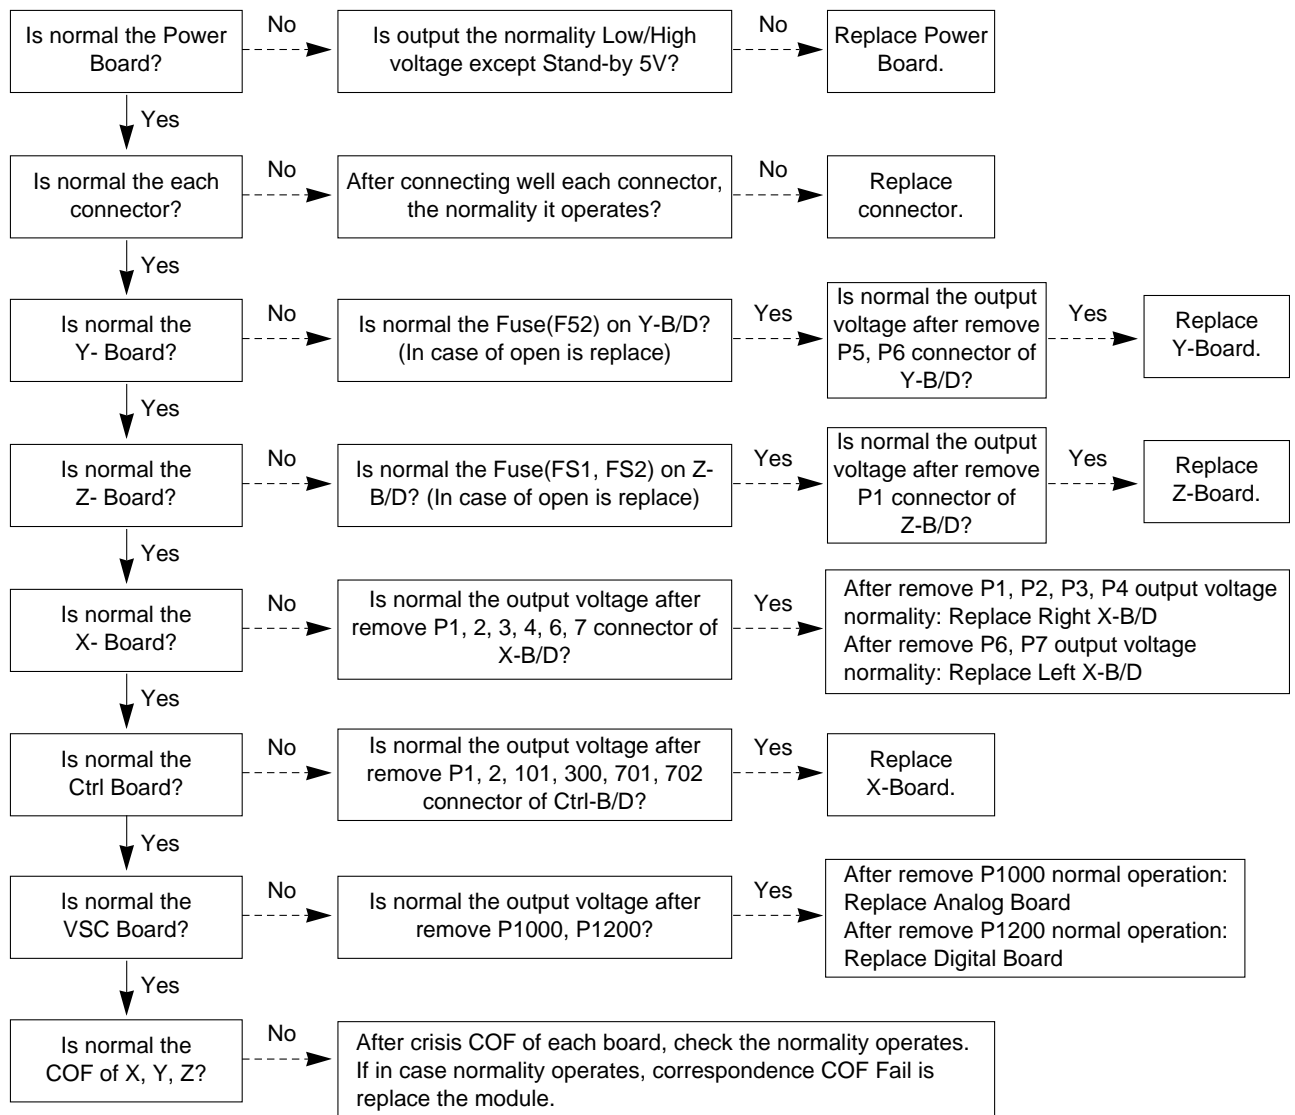 Is normal the Power
Board?
No
Is output the normality Low/High
voltage except Stand-by 5V?
No
Replace Power
Board.
Yes
Is normal the each
connector?
No
After connecting well each connector,
the normality it operates?
No
Replace
connector.
Yes
Is normal the
Y- Board?
No
Is normal the Fuse(F52) on Y-B/D?
(In case of open is replace)
Yes
Is normal the output
voltage after remove
P5, P6 connector of
Y-B/D?
Yes
Replace
Y-Board.
Yes
Is normal the
Z- Board?
No
Is normal the Fuse(FS1, FS2) on Z-
B/D? (In case of open is replace)
Yes
Is normal the output
voltage after remove
P1 connector of
Z-B/D?
Yes
Replace
Z-Board.
Yes
Is normal the
X- Board?
No
Is normal the output voltage after
remove P1, 2, 3, 4, 6, 7 connector of
X-B/D?
Yes
After remove P1, P2, P3, P4 output voltage
normality: Replace Right X-B/D
After remove P6, P7 output voltage
normality: Replace Left X-B/D
Yes
Is normal the
Ctrl Board?
No
Is normal the output voltage after
remove P1, 2, 101, 300, 701, 702
connector of Ctrl-B/D?
Yes
Replace
X-Board.
Yes
Is normal the
VSC Board?
No
Is normal the output voltage after
remove P1000, P1200?
Yes
After remove P1000 normal operation:
Replace Analog Board
After remove P1200 normal operation:
Replace Digital Board
Yes
Is normal the
COF of X, Y, Z?
No
After crisis COF of each board, check the normality operates.
If in case normality operates, correspondence COF Fail is
replace the module.